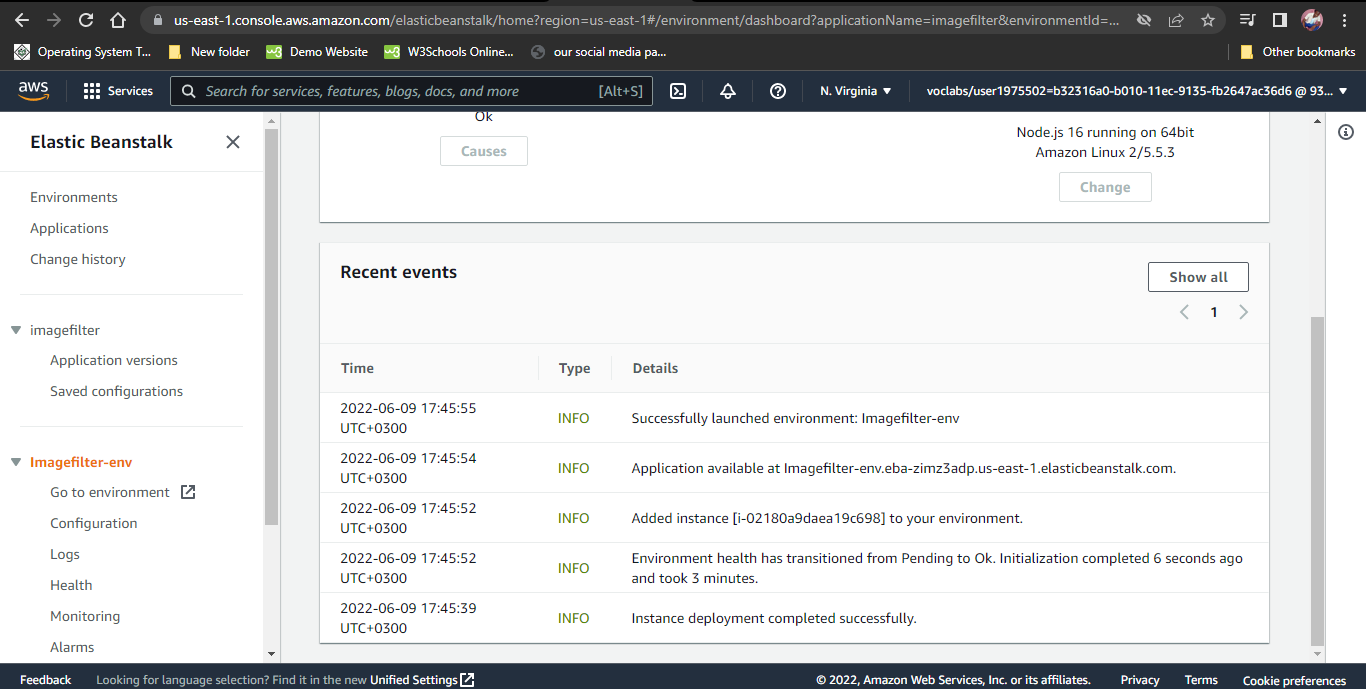 us-east-1.console.aws.amazon.com/elasticbeanstalk/home?region=us-east-1#/environment/dashboard?applicationName=imagefilter&environmentId=...
Operating System T...
New folder
Demo Website
W3Schools Online...
our social media pa...
Other bookmarks
aws
Services
Search for services, features, blogs, docs, and more
[Alt+S]
N. Virginia
voclabs/user1975502=b32316a0-b010-11ec-9135-fb2647ac36d6 @ 93...
Elastic Beanstalk
Environments
Applications
Change history
imagefilter
Application versions
Saved configurations
Imagefilter-env
Go to environment
Configuration
Logs
Health
Monitoring
Alarms
Ok
Causes
Node.js 16 running on 64bit
Amazon Linux 2/5.5.3
Change
Recent events
Show all
1
Time
Type
Details
2022-06-09 17:45:55
UTC+0300
INFO
Successfully launched environment: Imagefilter-env
2022-06-09 17:45:54
UTC+0300
INFO
Application available at Imagefilter-env.eba-zimz3adp.us-east-1.elasticbeanstalk.com.
2022-06-09 17:45:52
UTC+0300
INFO
Added instance [i-02180a9daea19c698] to your environment.
2022-06-09 17:45:52
UTC+0300
INFO
Environment health has transitioned from Pending to Ok. Initialization completed 6 seconds ago
and took 3 minutes.
2022-06-09 17:45:39
UTC+0300
INFO
Instance deployment completed successfully.
Feedback
Looking for language selection? Find it in the new Unified Settings
© 2022, Amazon Web Services, Inc. or its affiliates.
Privacy
Terms
Cookie preferences